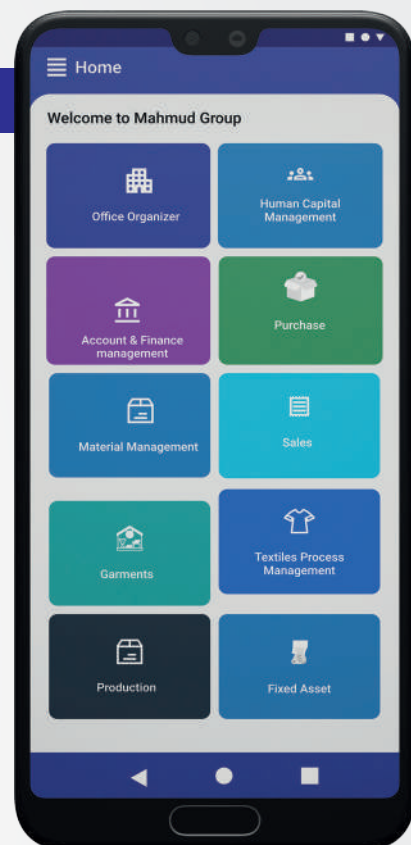 Home
Welcome to Mahmud Group
Office Organizer
Human Capital
Management
Account & Finance
management
Purchase
Material Management
Sales
Garments
Textiles Process
Management
Production
Fixed Asset